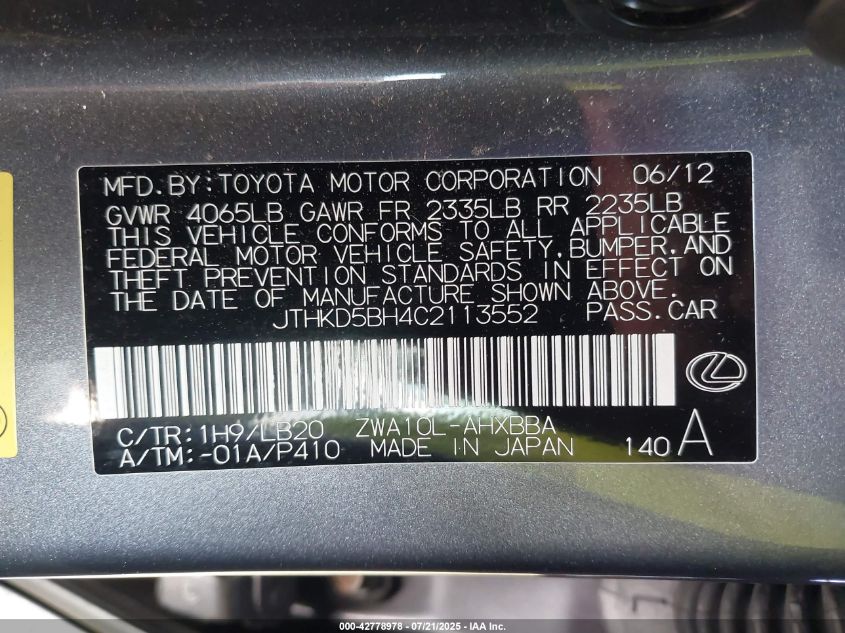 MFD.BY:TOYOTA MOTOR CORPORATION 06/12
GVWR 4065LB GAWR FR 2335LB RR 2235LB
THIS VEHICLE CONFORMS TO ALL APPLICABLE
FEDERAL MOTOR VEHICLE SAFETY,BUMPER,AND
THEFT PREVENTION STANDARDS IN EFFECT ON
THE DATE OF MANUFACTURE SHOWN ABOVE.
JTHKD5BH4C2113552 PASS.CAR
C/TR:1H9/LB20 ZWA10L-AHXBBA
A/TM:-01A/P410 MADE IN JAPAN 140 A
000-42778978 - 07/21/2025 - IAA Inc.